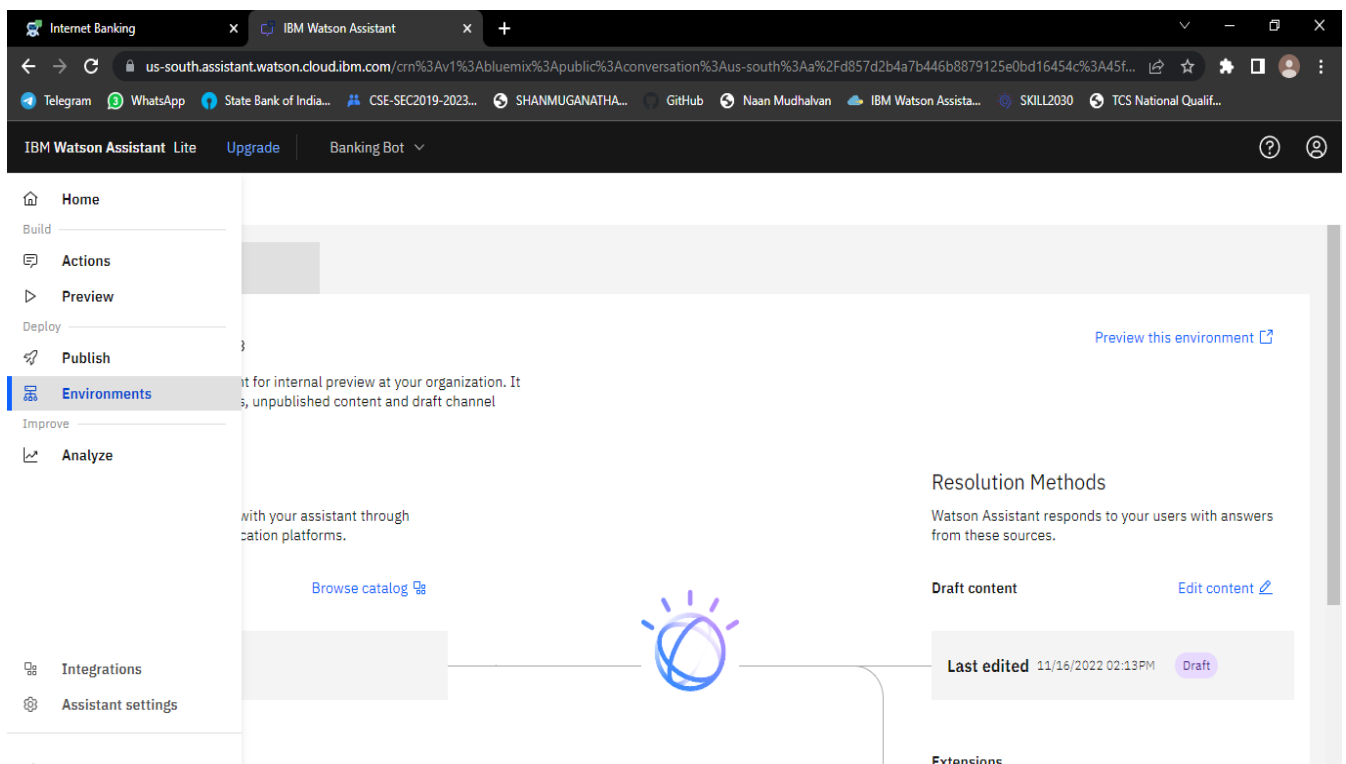 Internet Banking
IBM Watson Assistant
us-south.assistant.watson.cloud.ibm.com/crn%3Av1%3Abluemix%3Apublic%3Aconversation%3Aus-south%3Aa%2Fd857d2b4a7b446b8879125e0bd16454c%3A45f...
Telegram WhatsApp State Bank of India... CSE-SEC2019-2023... SHANMUGANATHA... GitHub Naan Mudhalvan IBM Watson Assista... SKILL2030 TCS National Qualif...
IBM Watson Assistant Lite Upgrade Banking Bot
Home
Build
Actions
Preview
Deploy
Publish
Environments
Improve
Analyze
Integrations
Assistant settings
Preview this environment
for internal preview at your organization. It
, unpublished content and draft channel
with your assistant through
cation platforms.
Browse catalog
Resolution Methods
Watson Assistant responds to your users with answers
from these sources.
Draft content Edit content
Last edited 11/16/2022 02:13PM Draft
Extensions